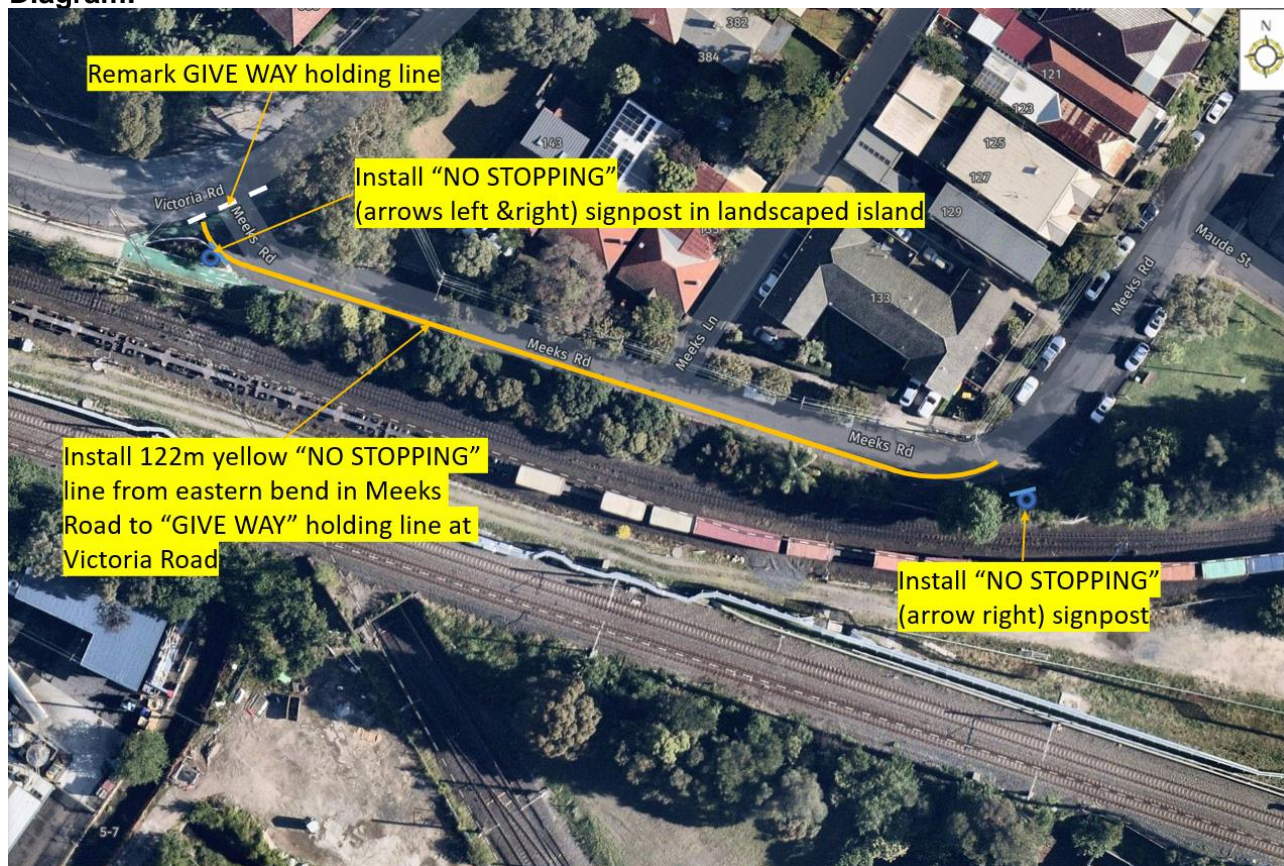 Diagram:
N
382
384
Remark GIVE WAY holding line
121
123
125
127
129
143
Install “NO STOPPING”
(arrows left &right) signpost in landscaped island
Victoria Rd
Meeks Rd
Maude St
Meeks Rd
133
Meeks Ln
Meeks Rd
Meeks Rd
Install 122m yellow “NO STOPPING”
line from eastern bend in Meeks
Road to “GIVE WAY” holding line at
Victoria Road
Install “NO STOPPING”
(arrow right) signpost
5-7